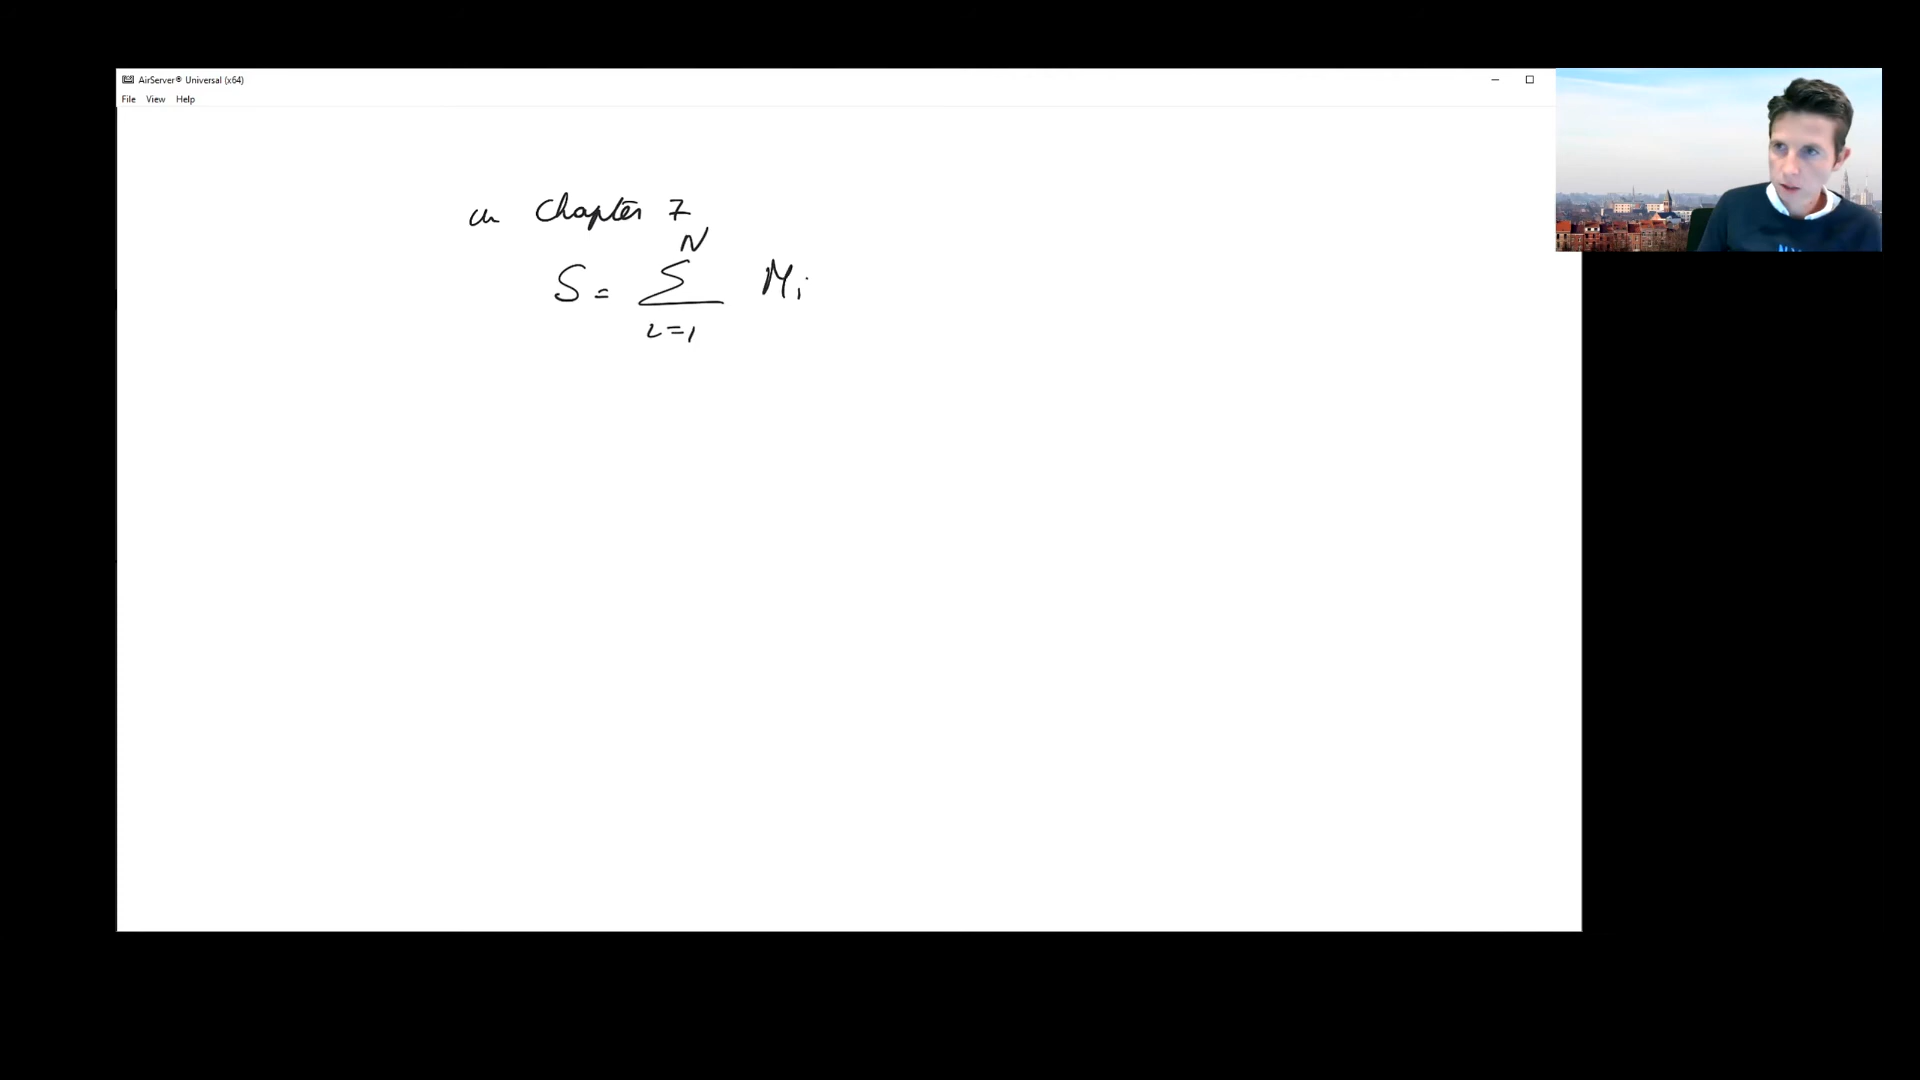 AirServer® Universal (x64)
File View Help
in Chapter 7
N
S = Σ Mi
i=1